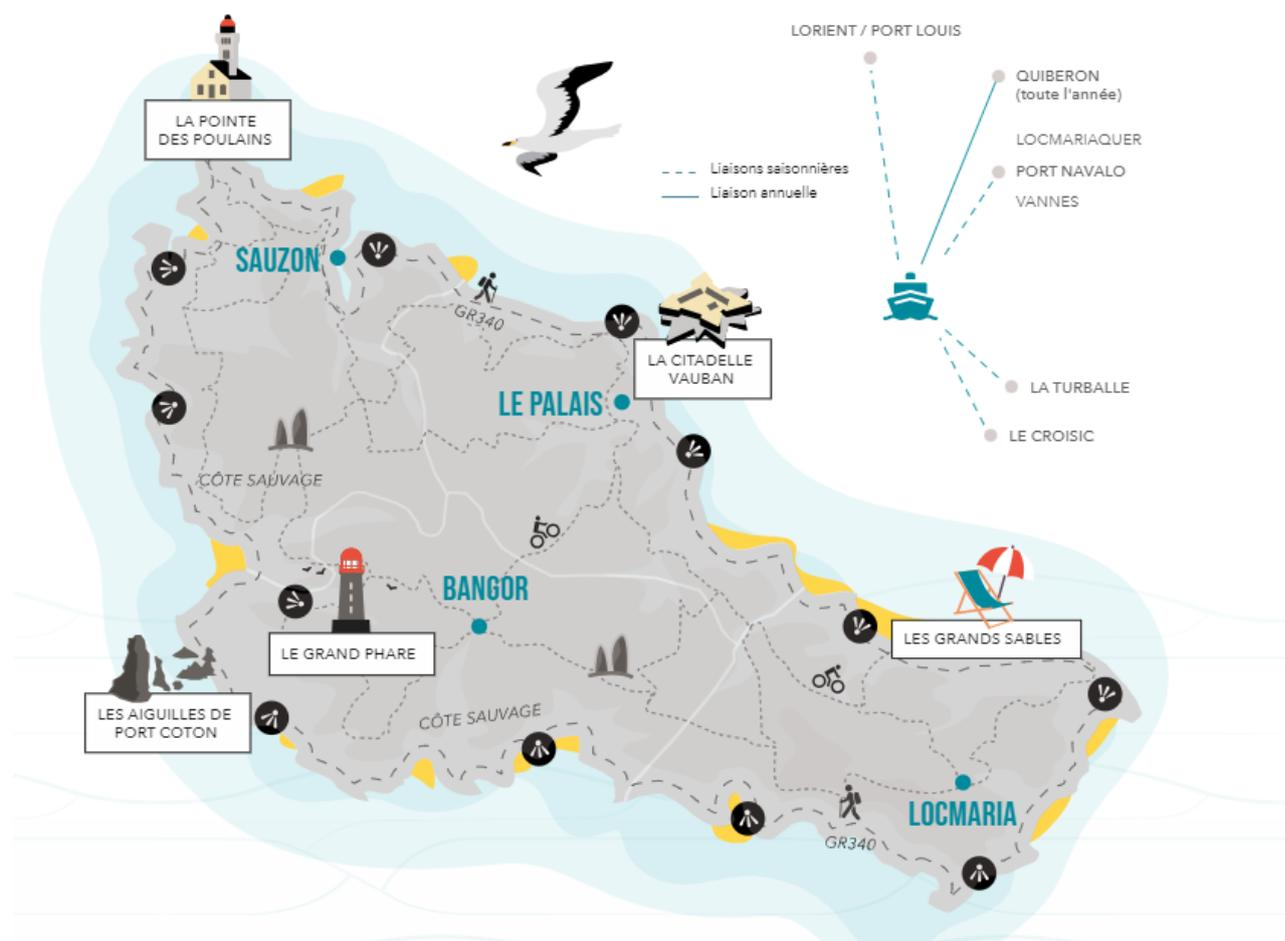 LORIENT / PORT LOUIS
QUIBERON
(toute l'année)
LOCMARIAQUER
PORT NAVALO
VANNES
Liaisons saisonnières
Liaison annuelle
LA TURBALLE
LE CROISIC
LA POINTE
DES POULAINS
SAUZON
GR340
LA CITADELLE
VAUBAN
LE PALAIS
CÔTE SAUVAGE
BANGOR
LE GRAND PHARE
LES GRANDS SABLES
LES AIGUILLES DE
PORT COTON
CÔTE SAUVAGE
LOCMARIA
GR340